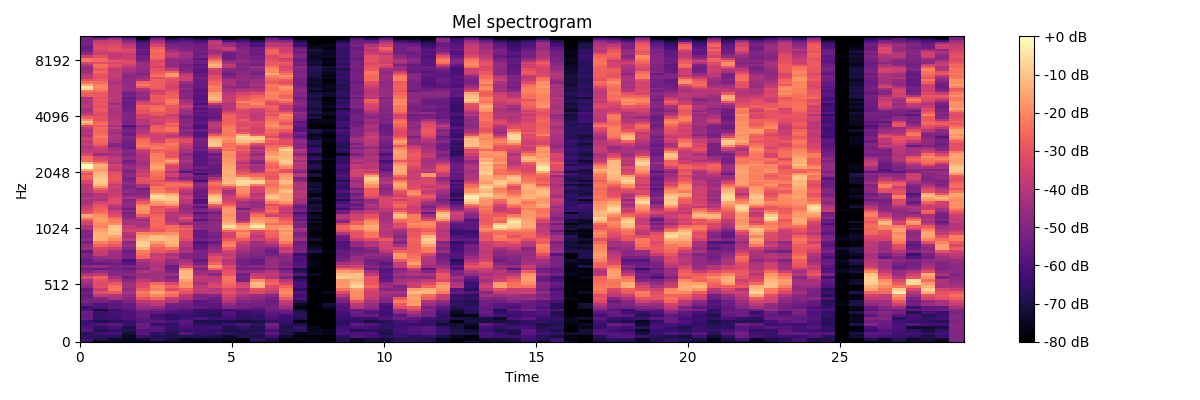 Mel spectrogram
+0 dB
8192
-10 dB
4096
-20 dB
-30 dB
Hz
2048
-40 dB
1024
-50 dB
-60 dB
512
-70 dB
0
-80 dB
0 5 10 15 20 25
Time